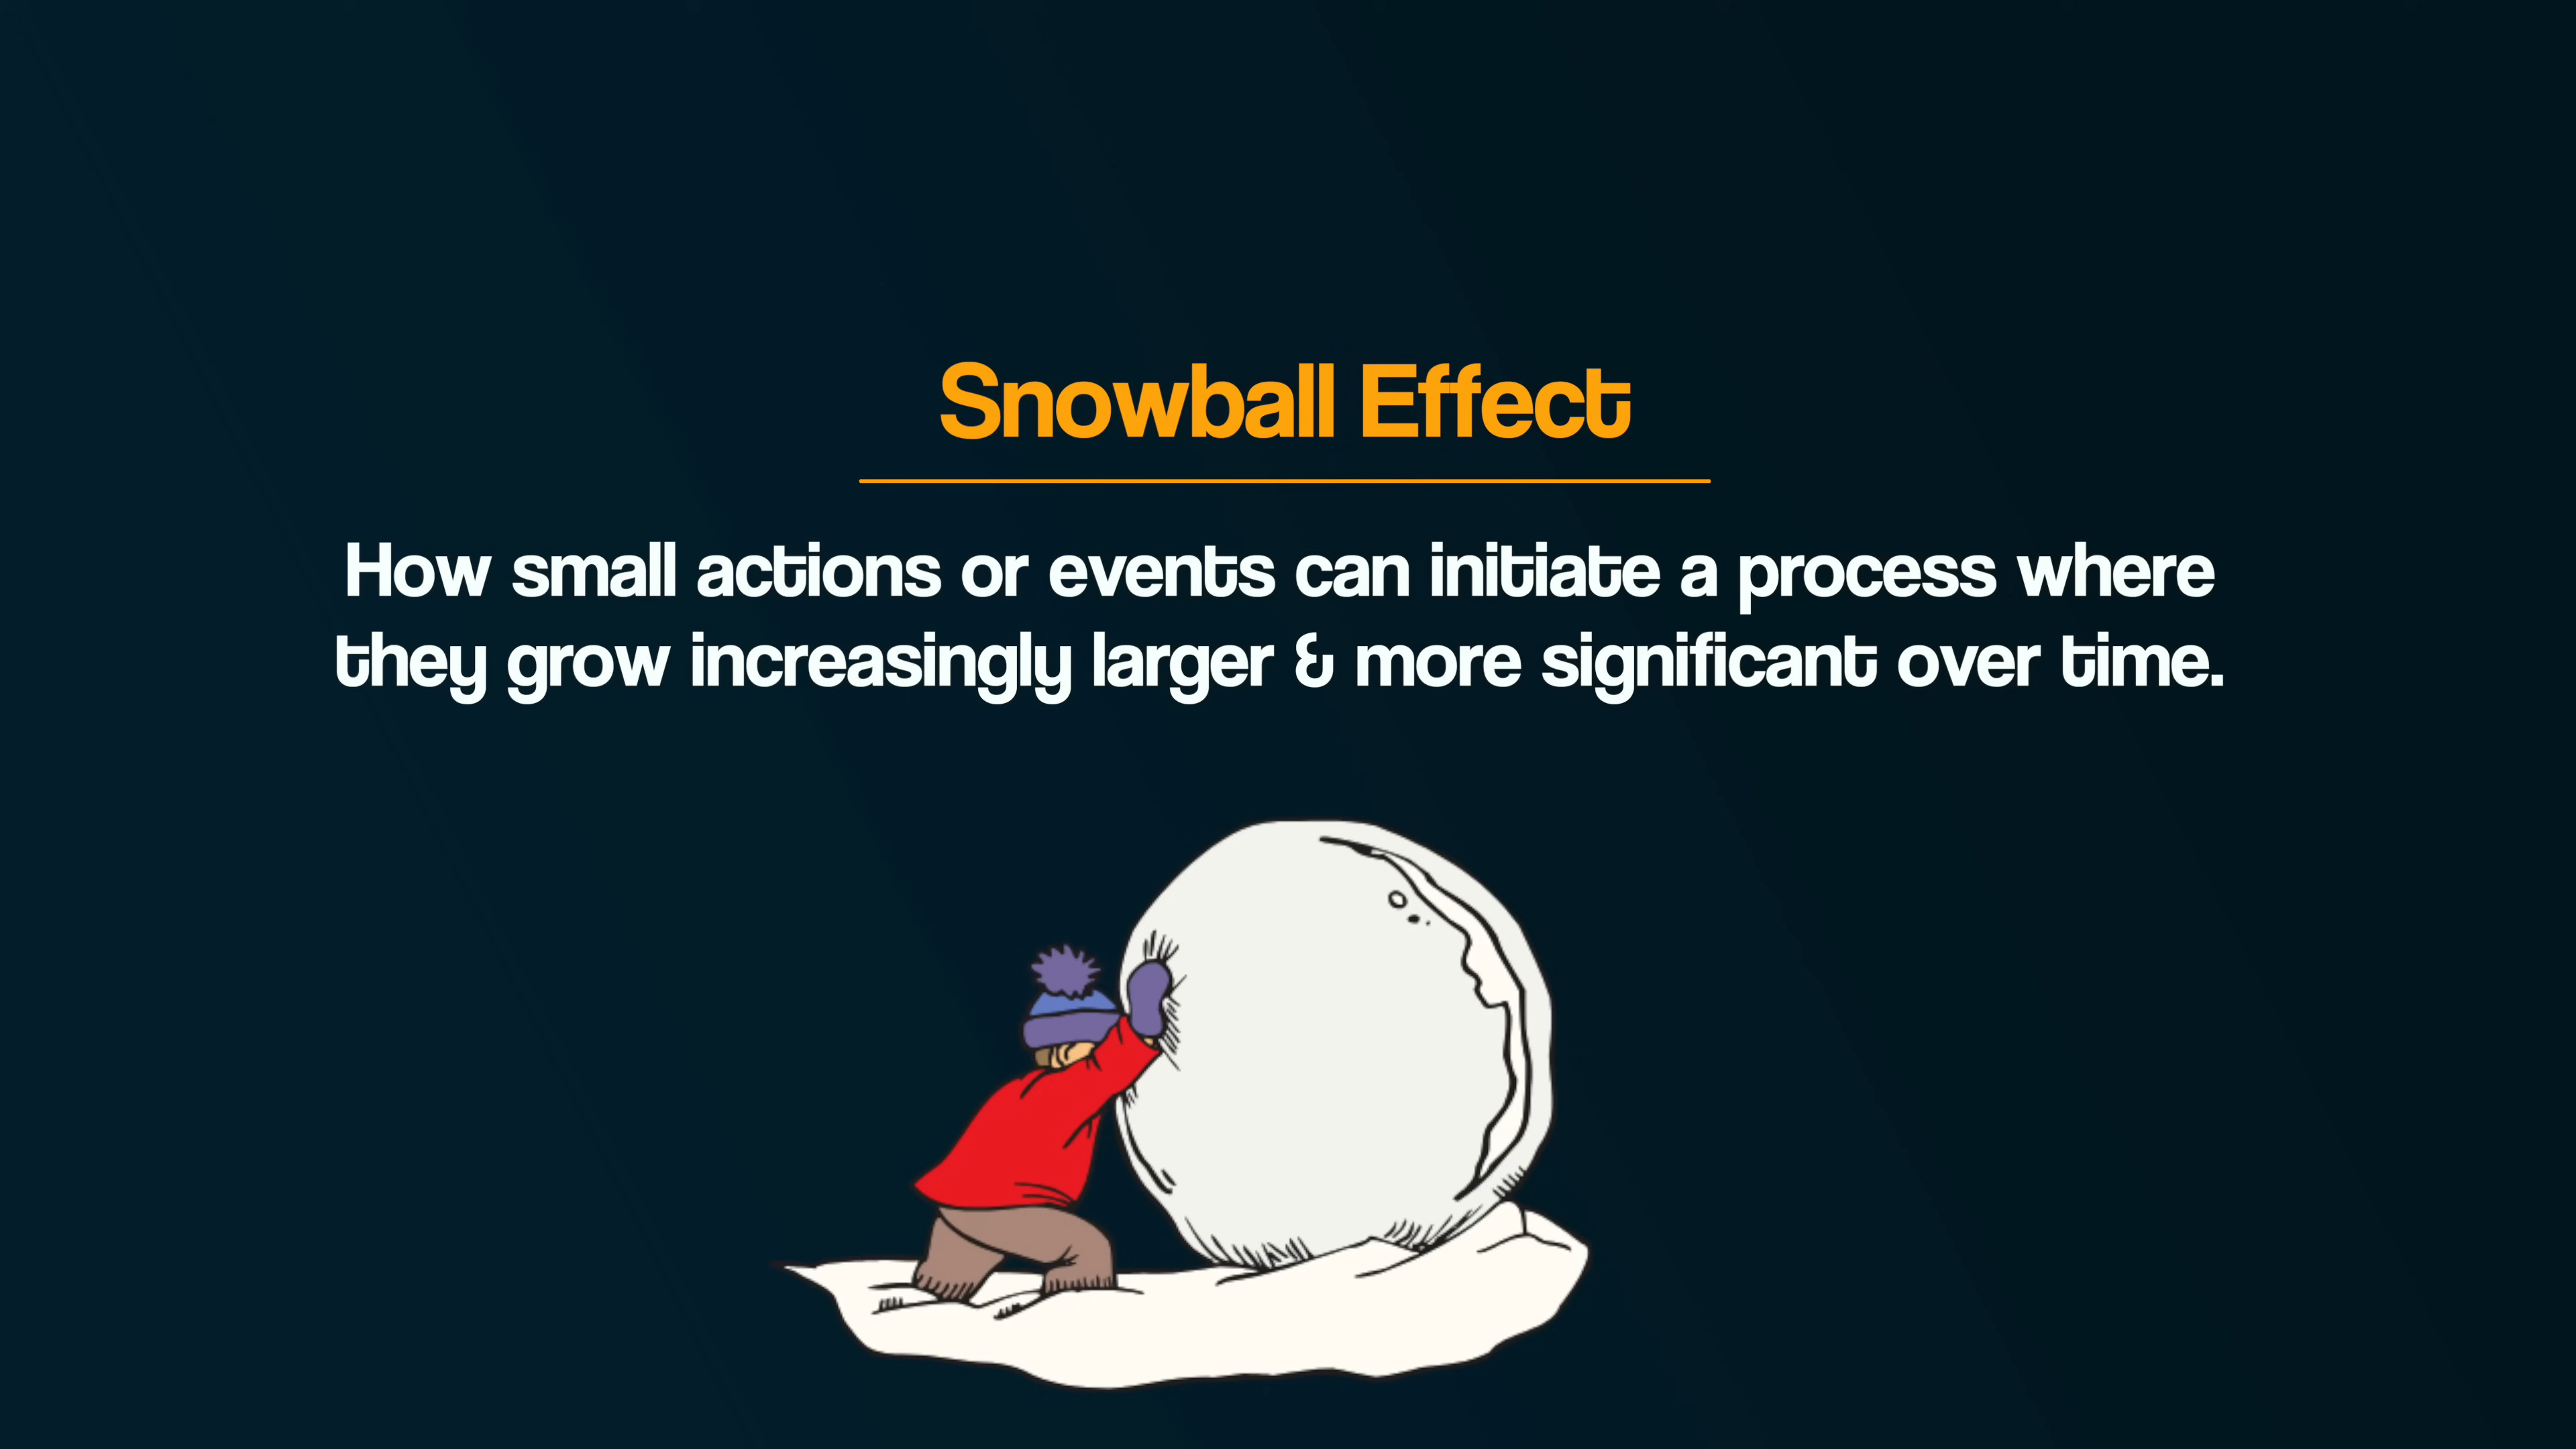 Snowball Effect
How small actions or events can initiate a process where
they grow increasingly larger & more significant over time.